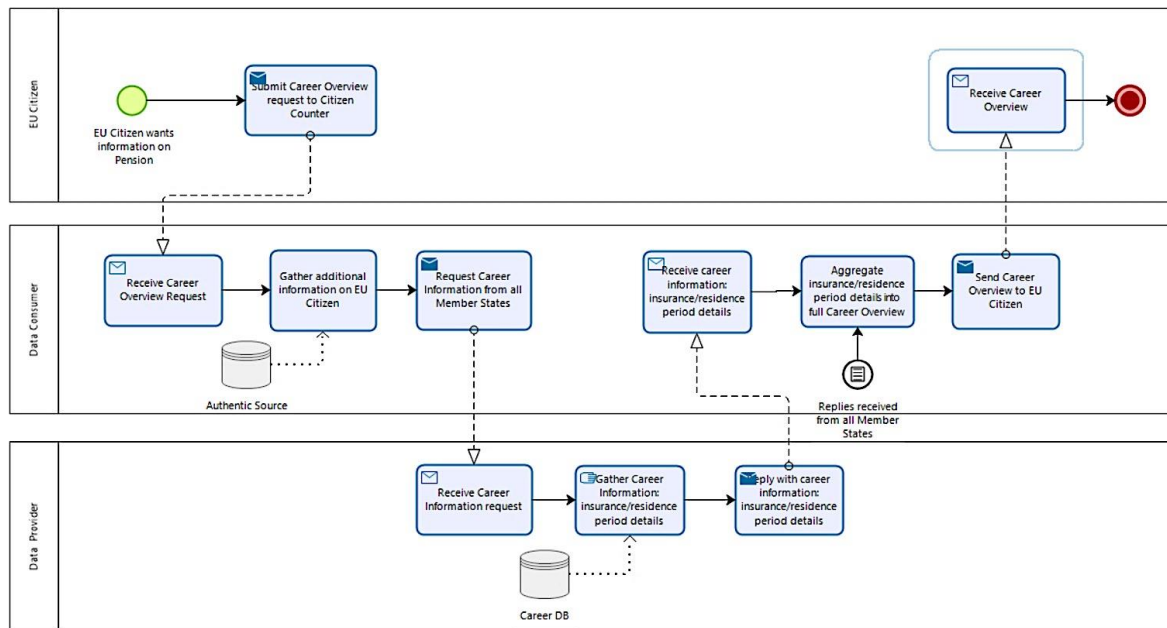 EU Citizen
EU Citizen wants
information on
Pension
Submit Career Overview
request to Citizen
Counter
Receive Career
Overview
Data Consumer
Receive Career
Overview Request
Gather additional
information on EU
Citizen
Authentic Source
Request Career
Information from all
Member States
Receive career
information:
insurance/residence
period details
Aggregate
insurance/residence
period details into
full Career Overview
Replies received
from all Member
States
Send Career
Overview to EU
Citizen
Data Provider
Receive Career
Information request
Gather Career
Information:
insurance/residence
period details
Career DB
Reply with career
information:
insurance/residence
period details